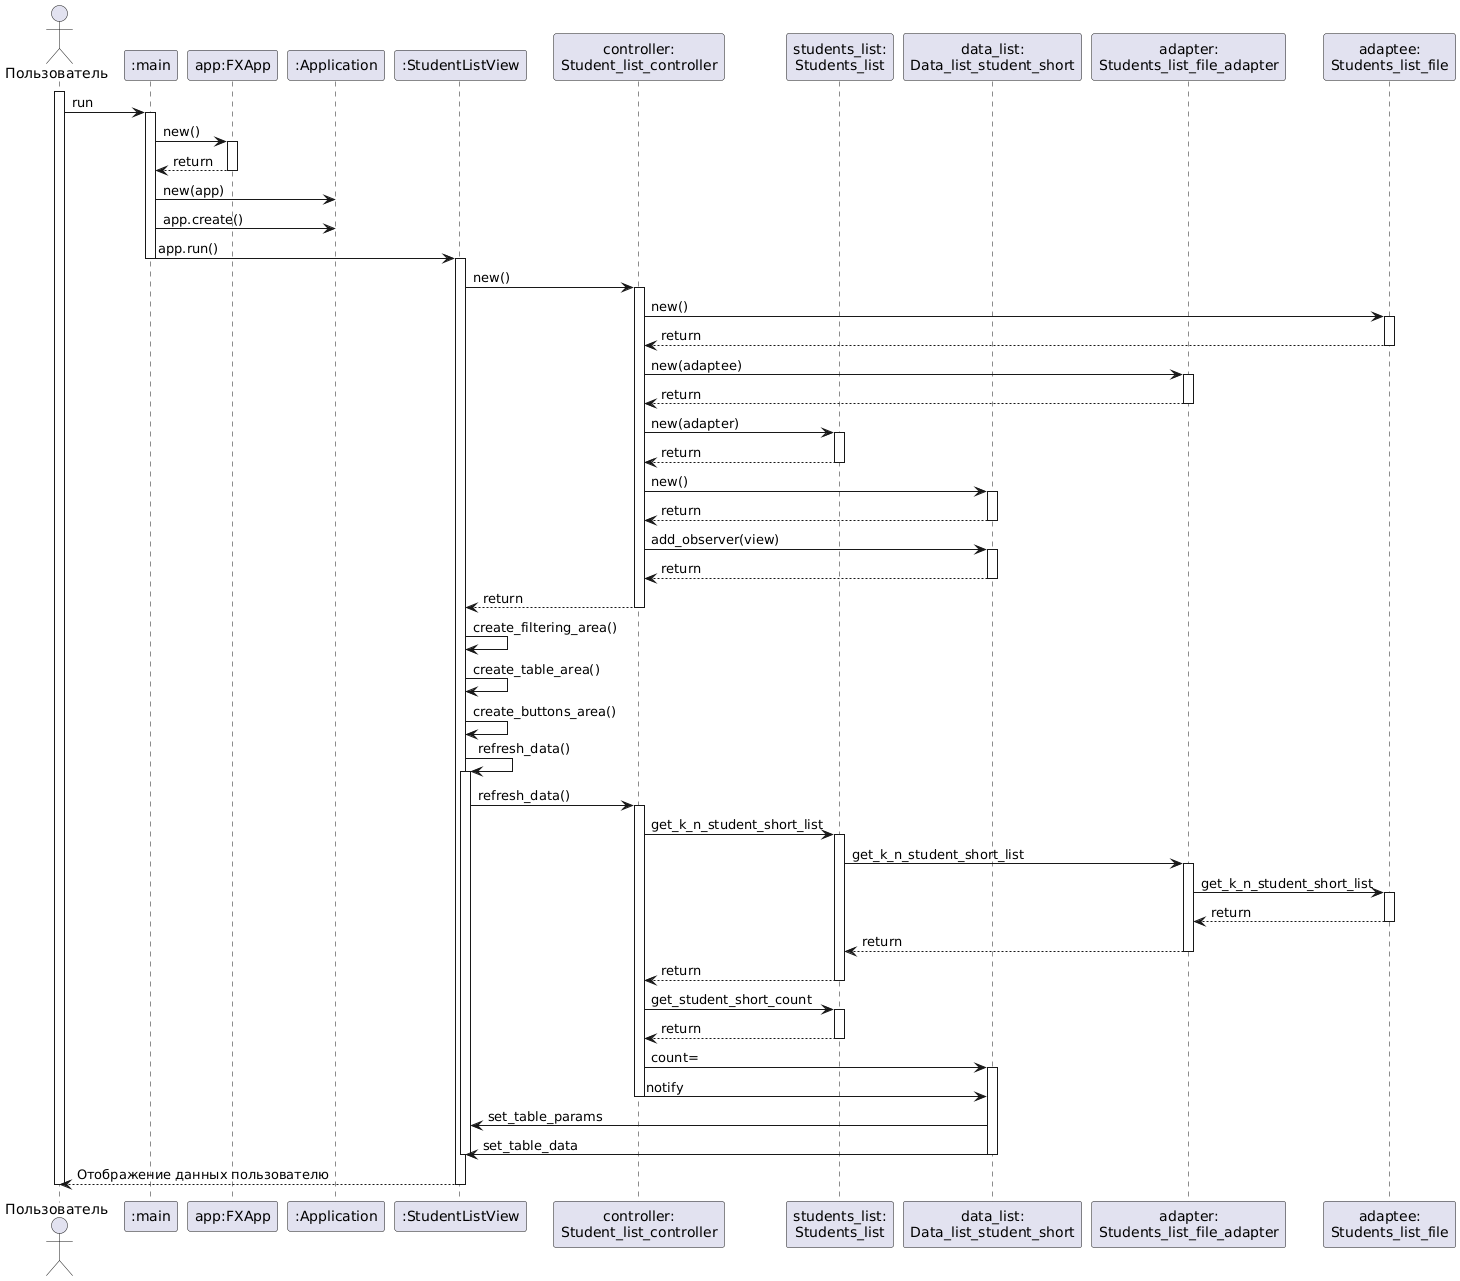 Пользователь
:main
app:FXApp
:Application
:StudentListView
controller:
Student_list_controller
students_list:
Students_list
data_list:
Data_list_student_short
adapter:
Students_list_file_adapter
adaptee:
Students_list_file
run
new()
return
new(app)
app.create()
app.run()
new()
new()
return
new(adaptee)
return
new(adapter)
return
new()
return
add_observer(view)
return
return
create_filtering_area()
create_table_area()
create_buttons_area()
refresh_data()
refresh_data()
get_k_n_student_short_list
get_k_n_student_short_list
get_k_n_student_short_list
return
return
return
get_student_short_count
return
count=
notify
set_table_params
set_table_data
Отображение данных пользователю
Пользователь
:main
app:FXApp
:Application
:StudentListView
controller:
Student_list_controller
students_list:
Students_list
data_list:
Data_list_student_short
adapter:
Students_list_file_adapter
adaptee:
Students_list_file